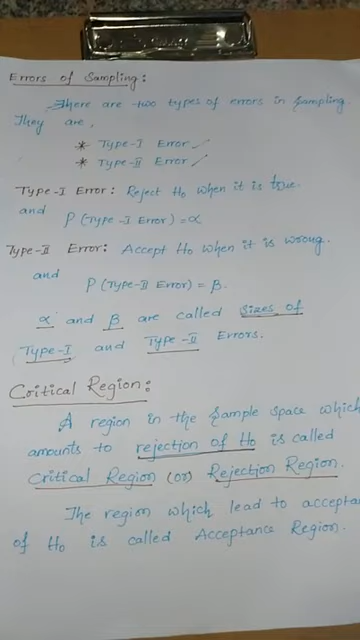 Errors of Sampling:
There are two types of errors in Sampling.
They are,
* Type-I Error ✓
* Type-II Error ✓
Type-I Error: Reject H₀ when it is true.
and
P(Type-I Error) = α
Type-II Error: Accept H₀ when it is wrong.
and
P(Type-II Error) = β.
α and β are called sizes of
Type-I and Type-II Errors.
Critical Region:
A region in the sample space which
amounts to rejection of H₀ is called
Critical Region (or) Rejection Region.
The region which lead to accepta
of H₀ is called Acceptance Region.